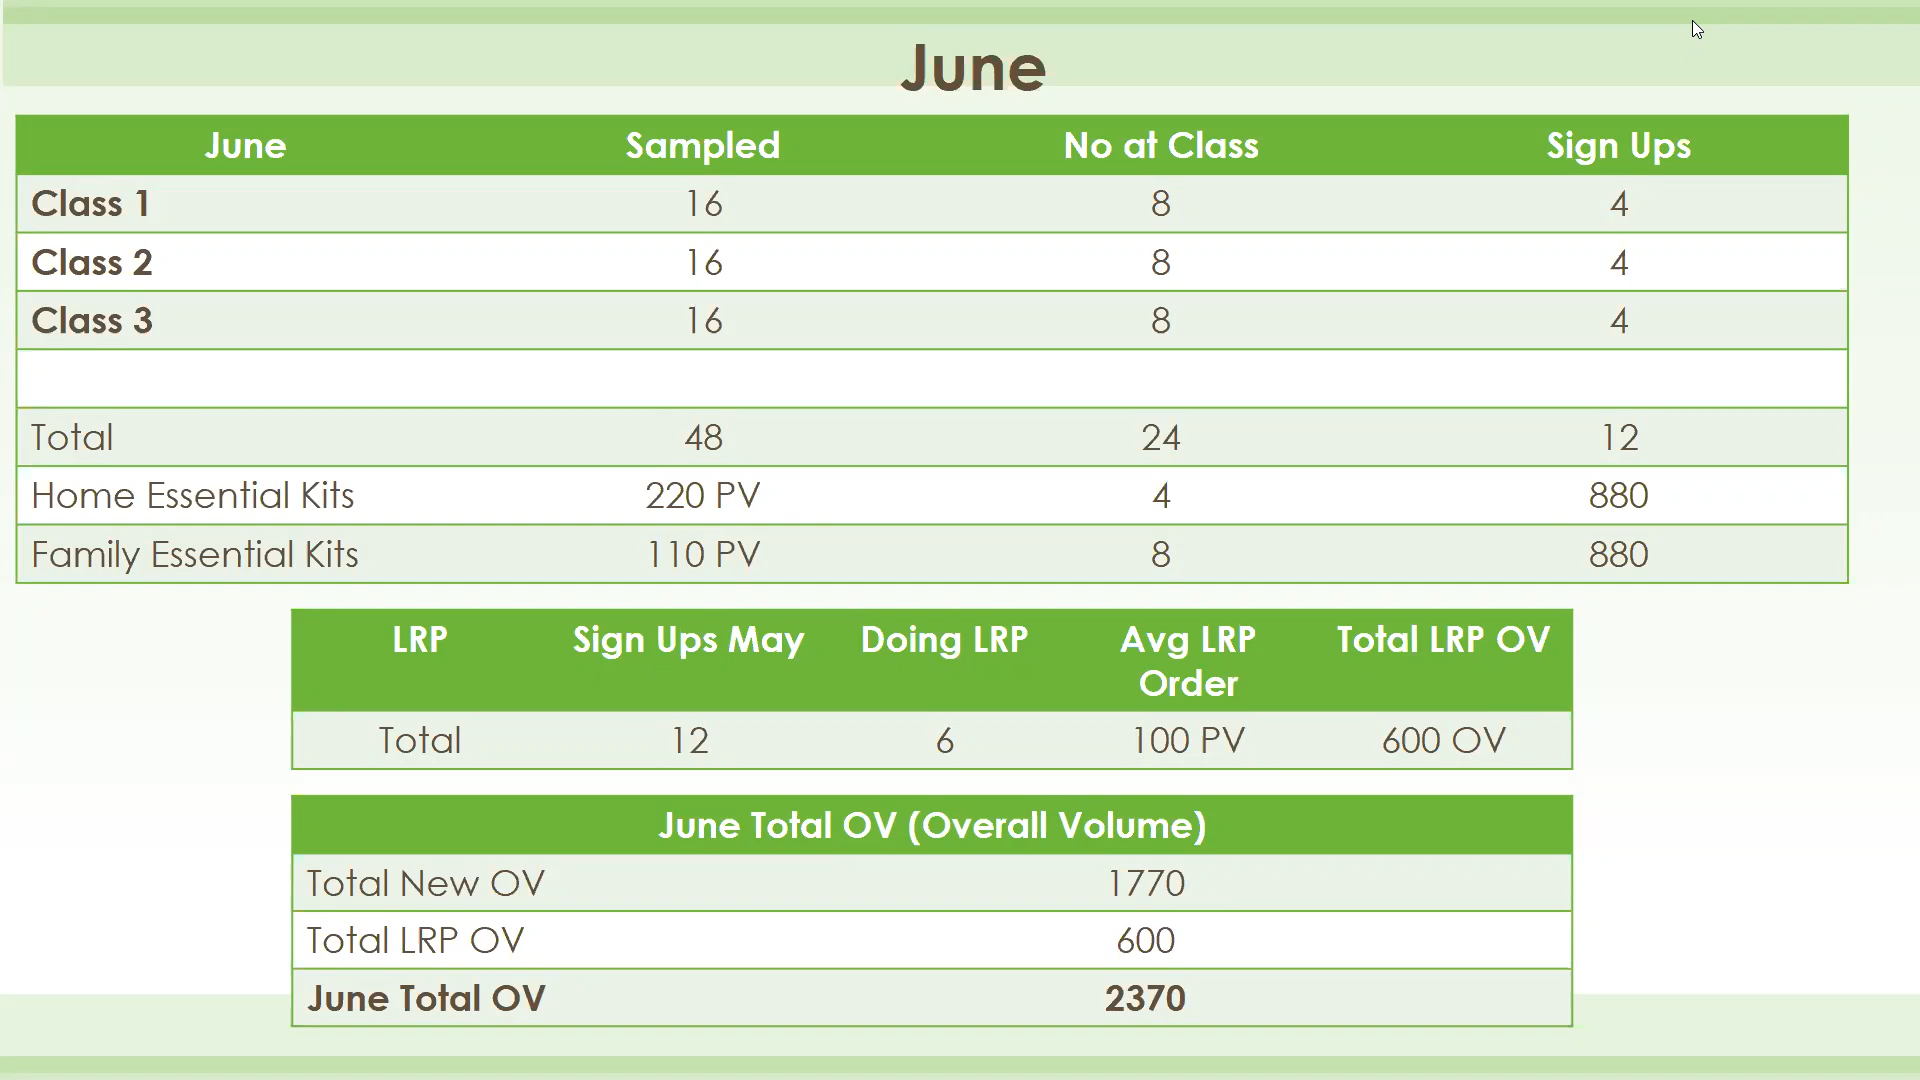 June
June Sampled No at Class Sign Ups
Class 1 16 8 4
Class 2 16 8 4
Class 3 16 8 4
Total 48 24 12
Home Essential Kits 220 PV 4 880
Family Essential Kits 110 PV 8 880
LRP Sign Ups May Doing LRP Avg LRP Order Total LRP OV
Total 12 6 100 PV 600 OV
June Total OV (Overall Volume)
Total New OV 1770
Total LRP OV 600
June Total OV 2370